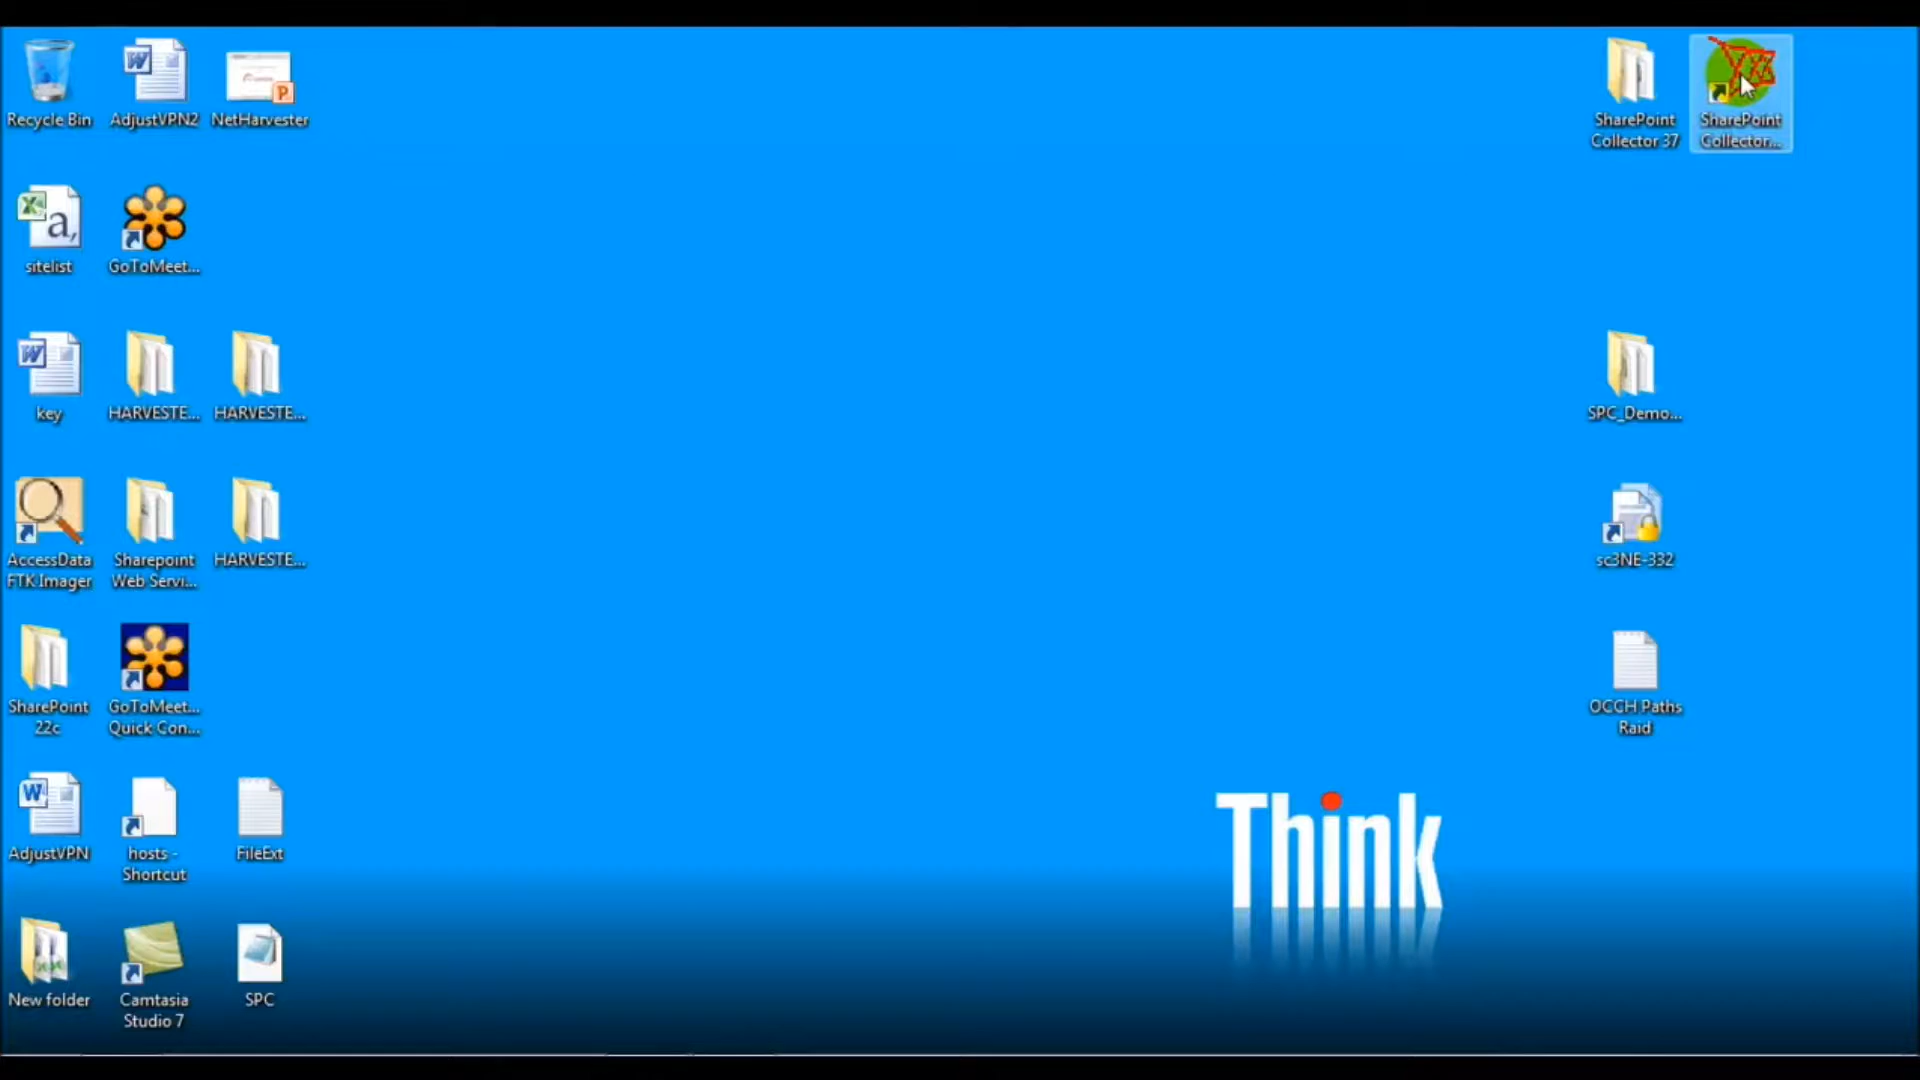 Recycle Bin
AdjustVPN2
NetHarvester
SharePoint
Collector 37
SharePoint
Collector...
a,
sitelist
GoToMeet...
key
HARVESTE...
HARVESTE...
SPC_Demo...
AccessData
FTK Imager
Sharepoint
Web Servi...
HARVESTE...
sc3NE-332
SharePoint
22c
GoToMeet...
Quick Con...
OCCH Paths
Raid
AdjustVPN
hosts -
Shortcut
FileExt
Think
New folder
Camtasia
Studio 7
SPC